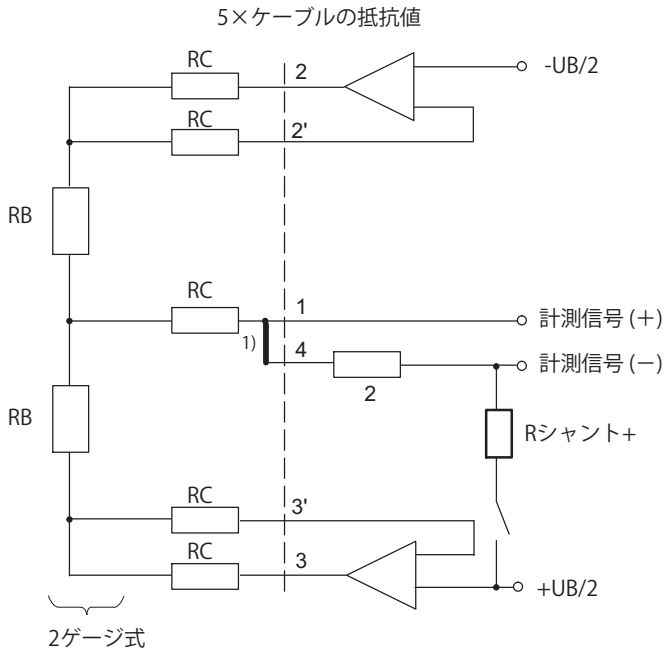 5×ケーブルの抵抗値
RC
2
-UB/2
RC
2'
RB
RC
1
計測信号 (+)
1)
4
計測信号 (−)
2
RB
Rシャント+
RC
3'
RC
3
+UB/2
2ゲージ式